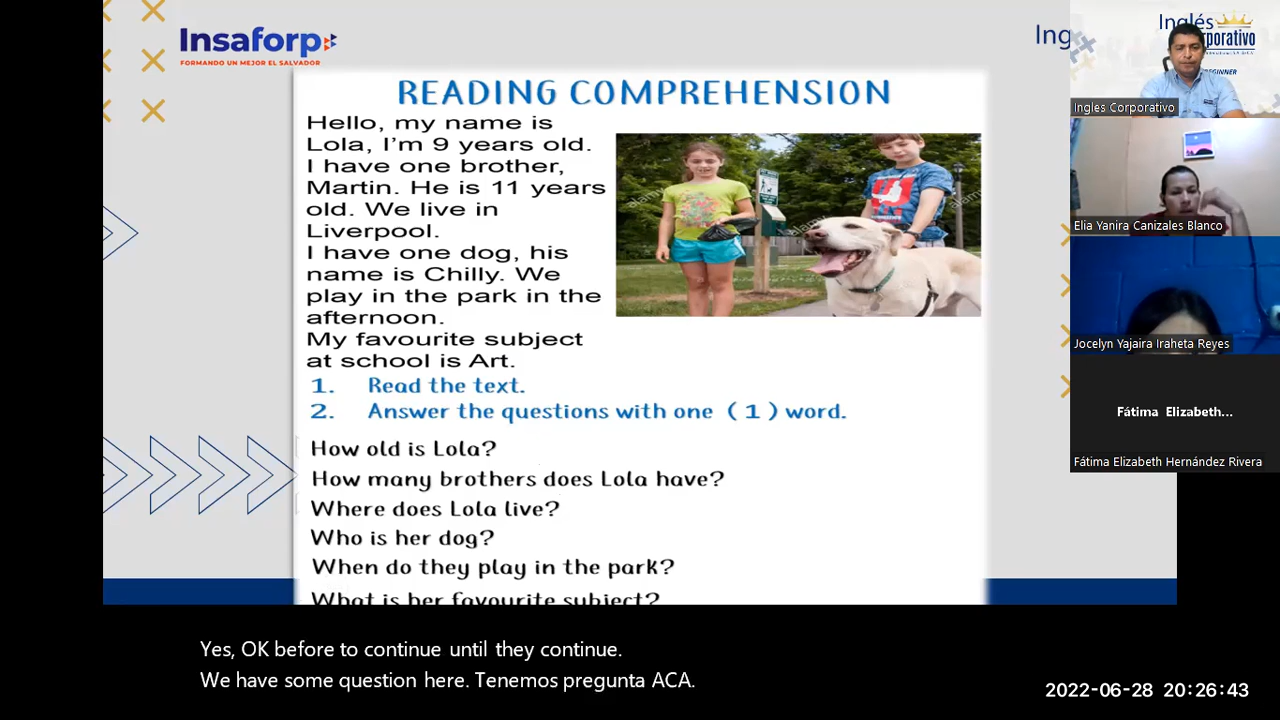 Insaforp
FORMANDO UN MEJOR EL SALVADOR
Ing
Inglés
orporativo
EGINNER
READING COMPREHENSION
Hello, my name is
Lola, I'm 9 years old.
I have one brother,
Martin. He is 11 years
old. We live in
Liverpool.
I have one dog, his
name is Chilly. We
play in the park in the
afternoon.
My favourite subject
at school is Art.
1. Read the text.
2. Answer the questions with one ( 1 ) word.
How old is Lola?
How many brothers does Lola have?
Where does Lola live?
Who is her dog?
When do they play in the park?
What is her favourite subject?
Ingles Corporativo
Elia Yanira Canizales Blanco
Jocelyn Yajaira Iraheta Reyes
Fátima Elizabeth...
Fátima Elizabeth Hernández Rivera
Yes, OK before to continue until they continue.
We have some question here. Tenemos pregunta ACA.
2022-06-28 20:26:43